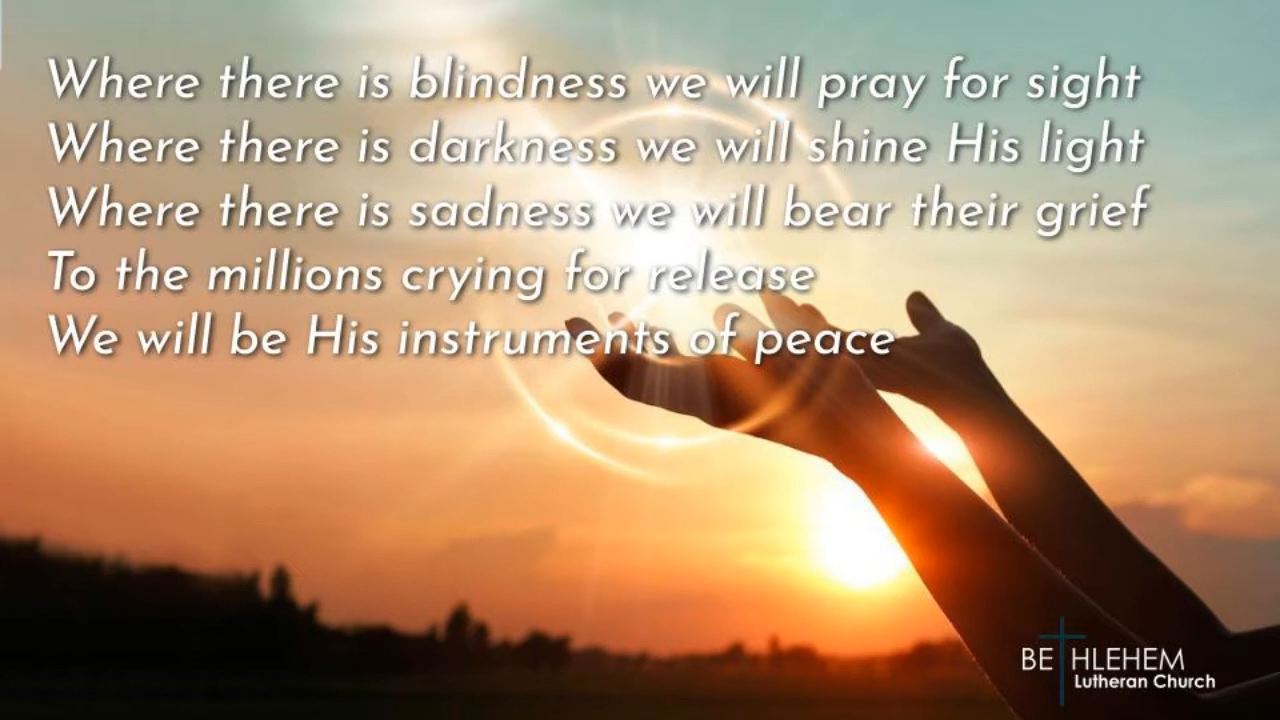 Where there is blindness we will pray for sight
Where there is darkness we will shine His light
Where there is sadness we will bear their grief
To the millions crying for release
We will be His instruments of peace
BETHLEHEM
Lutheran Church